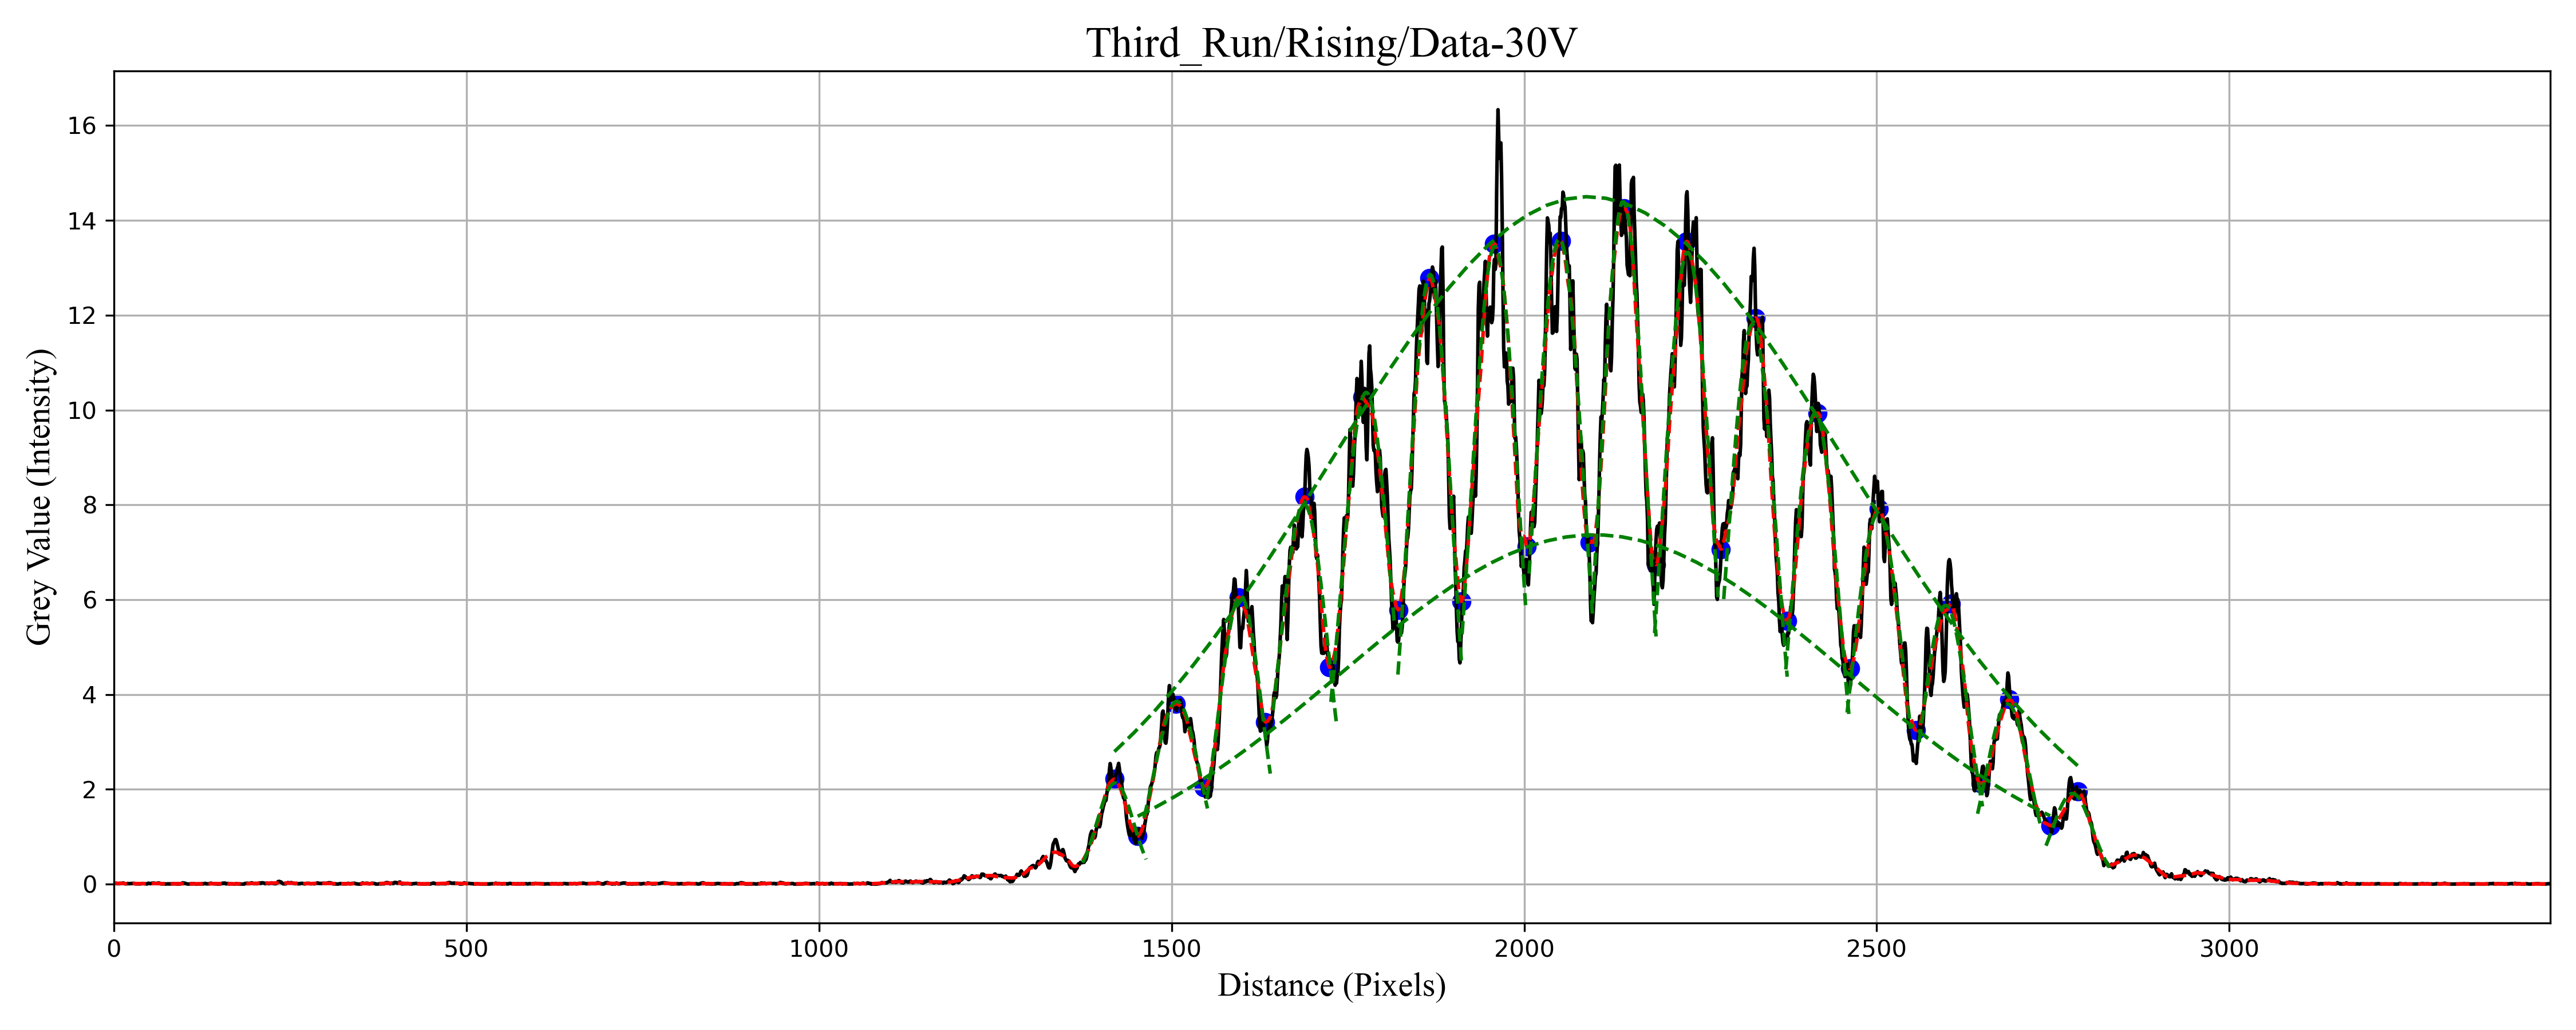 Third_Run/Rising/Data-30V
Grey Value (Intensity)
16
14
12
10
8
6
4
2
0
0 500 1000 1500 2000 2500 3000
Distance (Pixels)